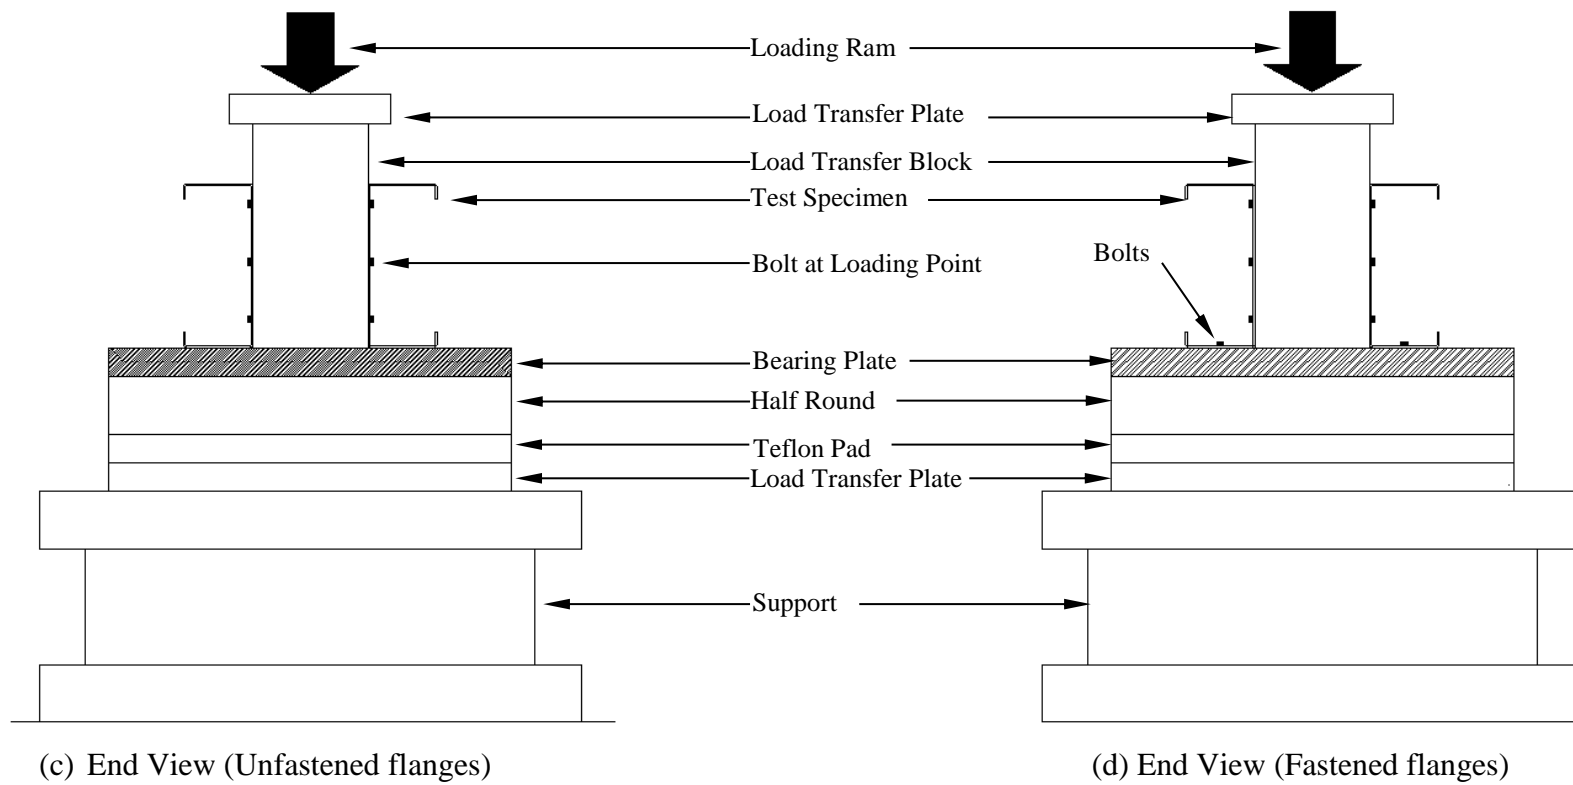 Loading Ram
Load Transfer Plate
Load Transfer Block
Test Specimen
Bolts
Bolt at Loading Point
Bearing Plate
Half Round
Teflon Pad
Load Transfer Plate
Support
(c) End View (Unfastened flanges)
(d) End View (Fastened flanges)